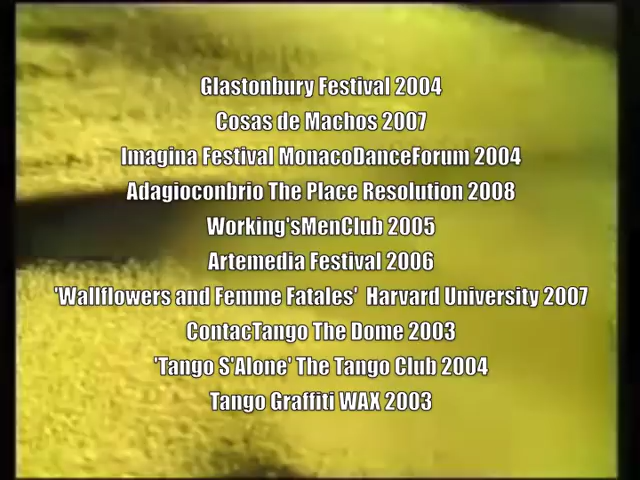 Glastonbury Festival 2004
Cosas de Machos 2007
Imagina Festival MonacoDanceForum 2004
Adagioconbrio The Place Resolution 2008
Working'sMenClub 2005
Artemedia Festival 2006
'Wallflowers and Femme Fatales' Harvard University 2007
ContacTango The Dome 2003
'Tango S'Alone' The Tango Club 2004
Tango Graffiti WAX 2003